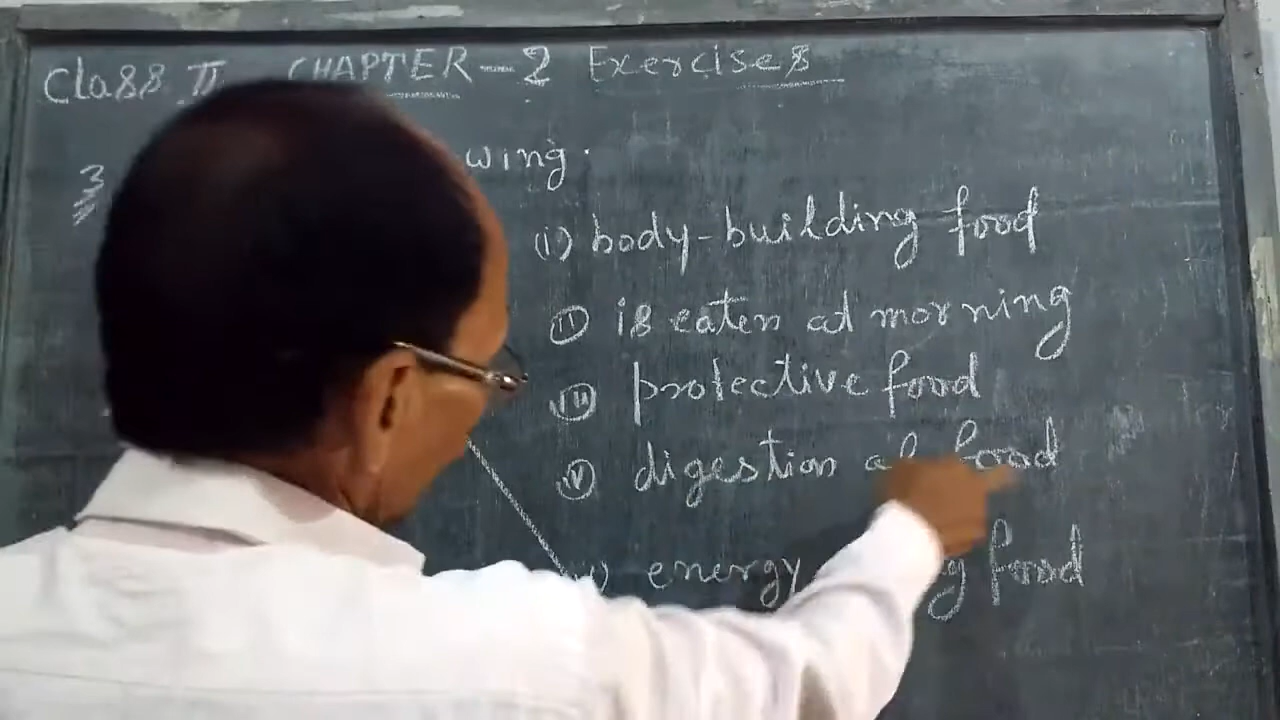 Class II CHAPTER - 2 Exercises
3 wing.
(i) body-building food
(ii) is eaten at morning
(iii) protective food
(iv) digestion of food
energy g food